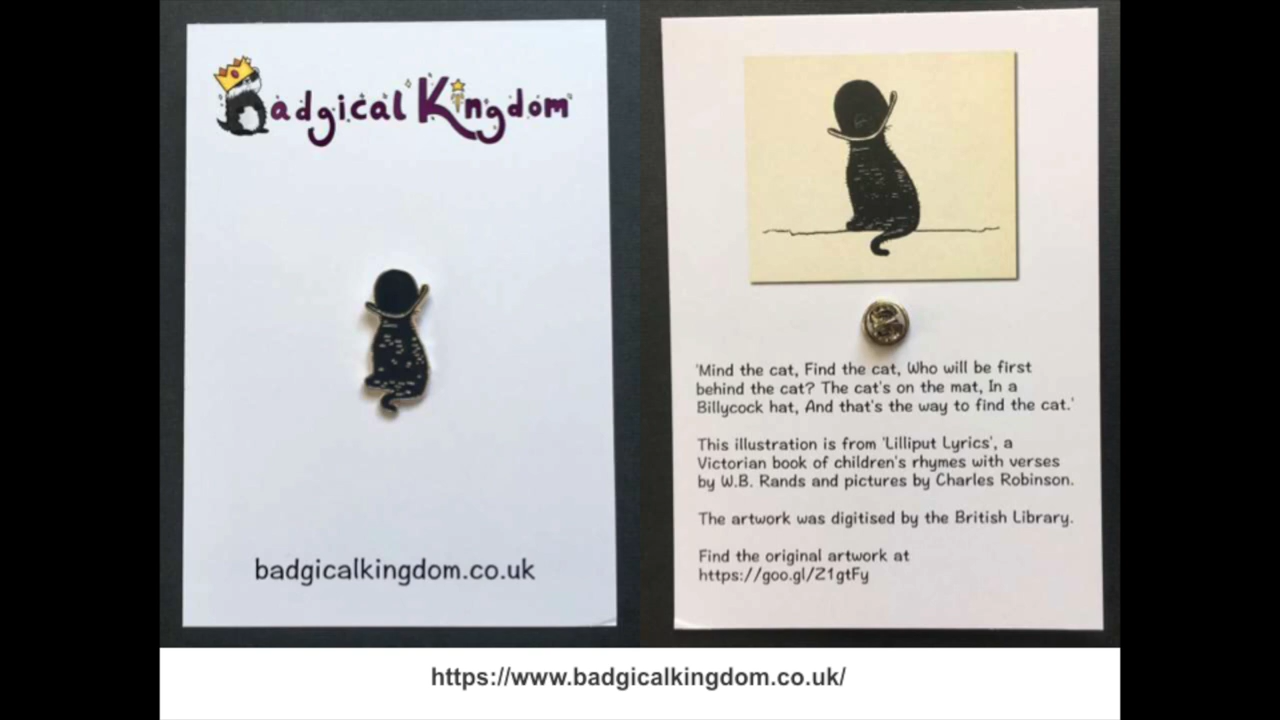 Badgical Kingdom
badgicalkingdom.co.uk
'Mind the cat, Find the cat, Who will be first
behind the cat? The cat's on the mat, In a
Billycock hat, And that's the way to find the cat.'
This illustration is from 'Lilliput Lyrics', a
Victorian book of children's rhymes with verses
by W.B. Rands and pictures by Charles Robinson.
The artwork was digitised by the British Library.
Find the original artwork at
https://goo.gl/Z1gtFy
https://www.badgicalkingdom.co.uk/